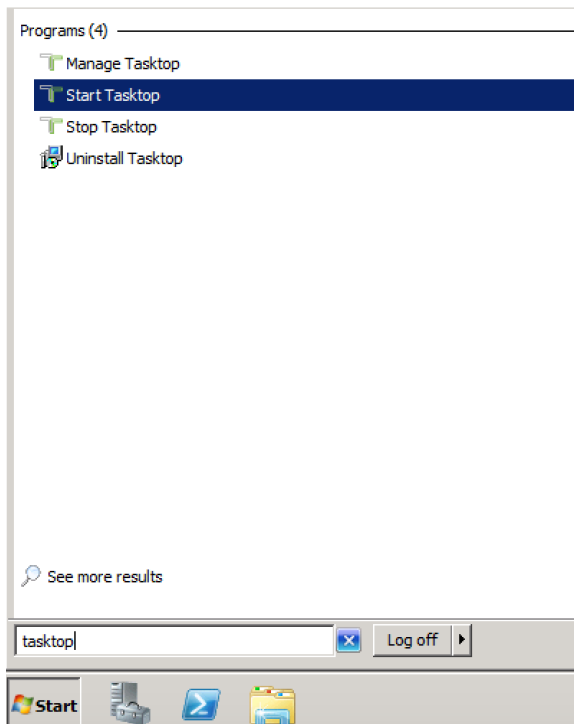 Programs (4)
Manage Tasktop
Start Tasktop
Stop Tasktop
Uninstall Tasktop
See more results
tasktop
Log off
Start